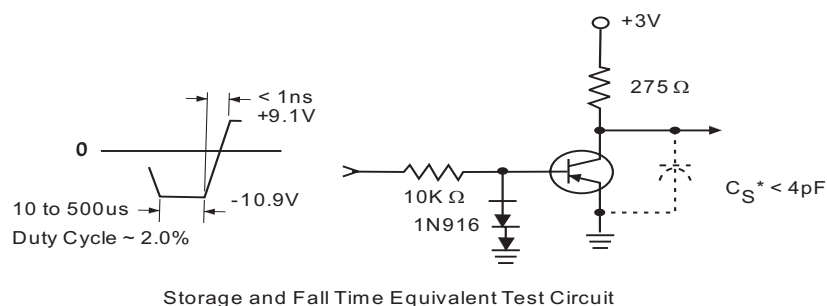 +3V
< 1ns
+9.1V
275 Ω
0
10K Ω
-10.9V
10 to 500us
1N916
C_S* < 4pF
Duty Cycle ~ 2.0%
Storage and Fall Time Equivalent Test Circuit